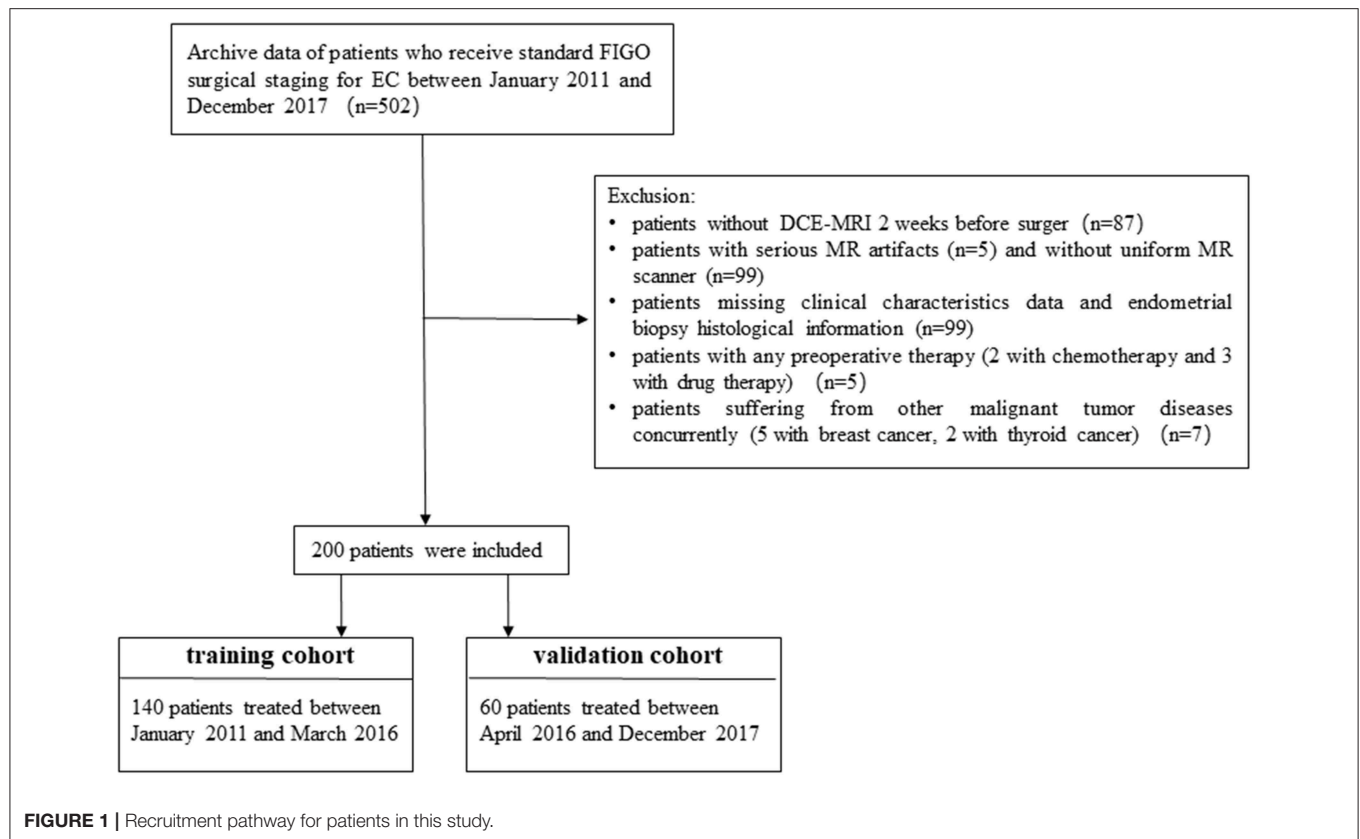 Archive data of patients who receive standard FIGO
surgical staging for EC between January 2011 and
December 2017 (n=502)
Exclusion:
• patients without DCE-MRI 2 weeks before surger (n=87)
• patients with serious MR artifacts (n=5) and without uniform MR
scanner (n=99)
• patients missing clinical characteristics data and endometrial
biopsy histological information (n=99)
• patients with any preoperative therapy (2 with chemotherapy and 3
with drug therapy) (n=5)
• patients suffering from other malignant tumor diseases
concurrently (5 with breast cancer, 2 with thyroid cancer) (n=7)
200 patients were included
training cohort
140 patients treated between
January 2011 and March 2016
validation cohort
60 patients treated between
April 2016 and December 2017
FIGURE 1 | Recruitment pathway for patients in this study.